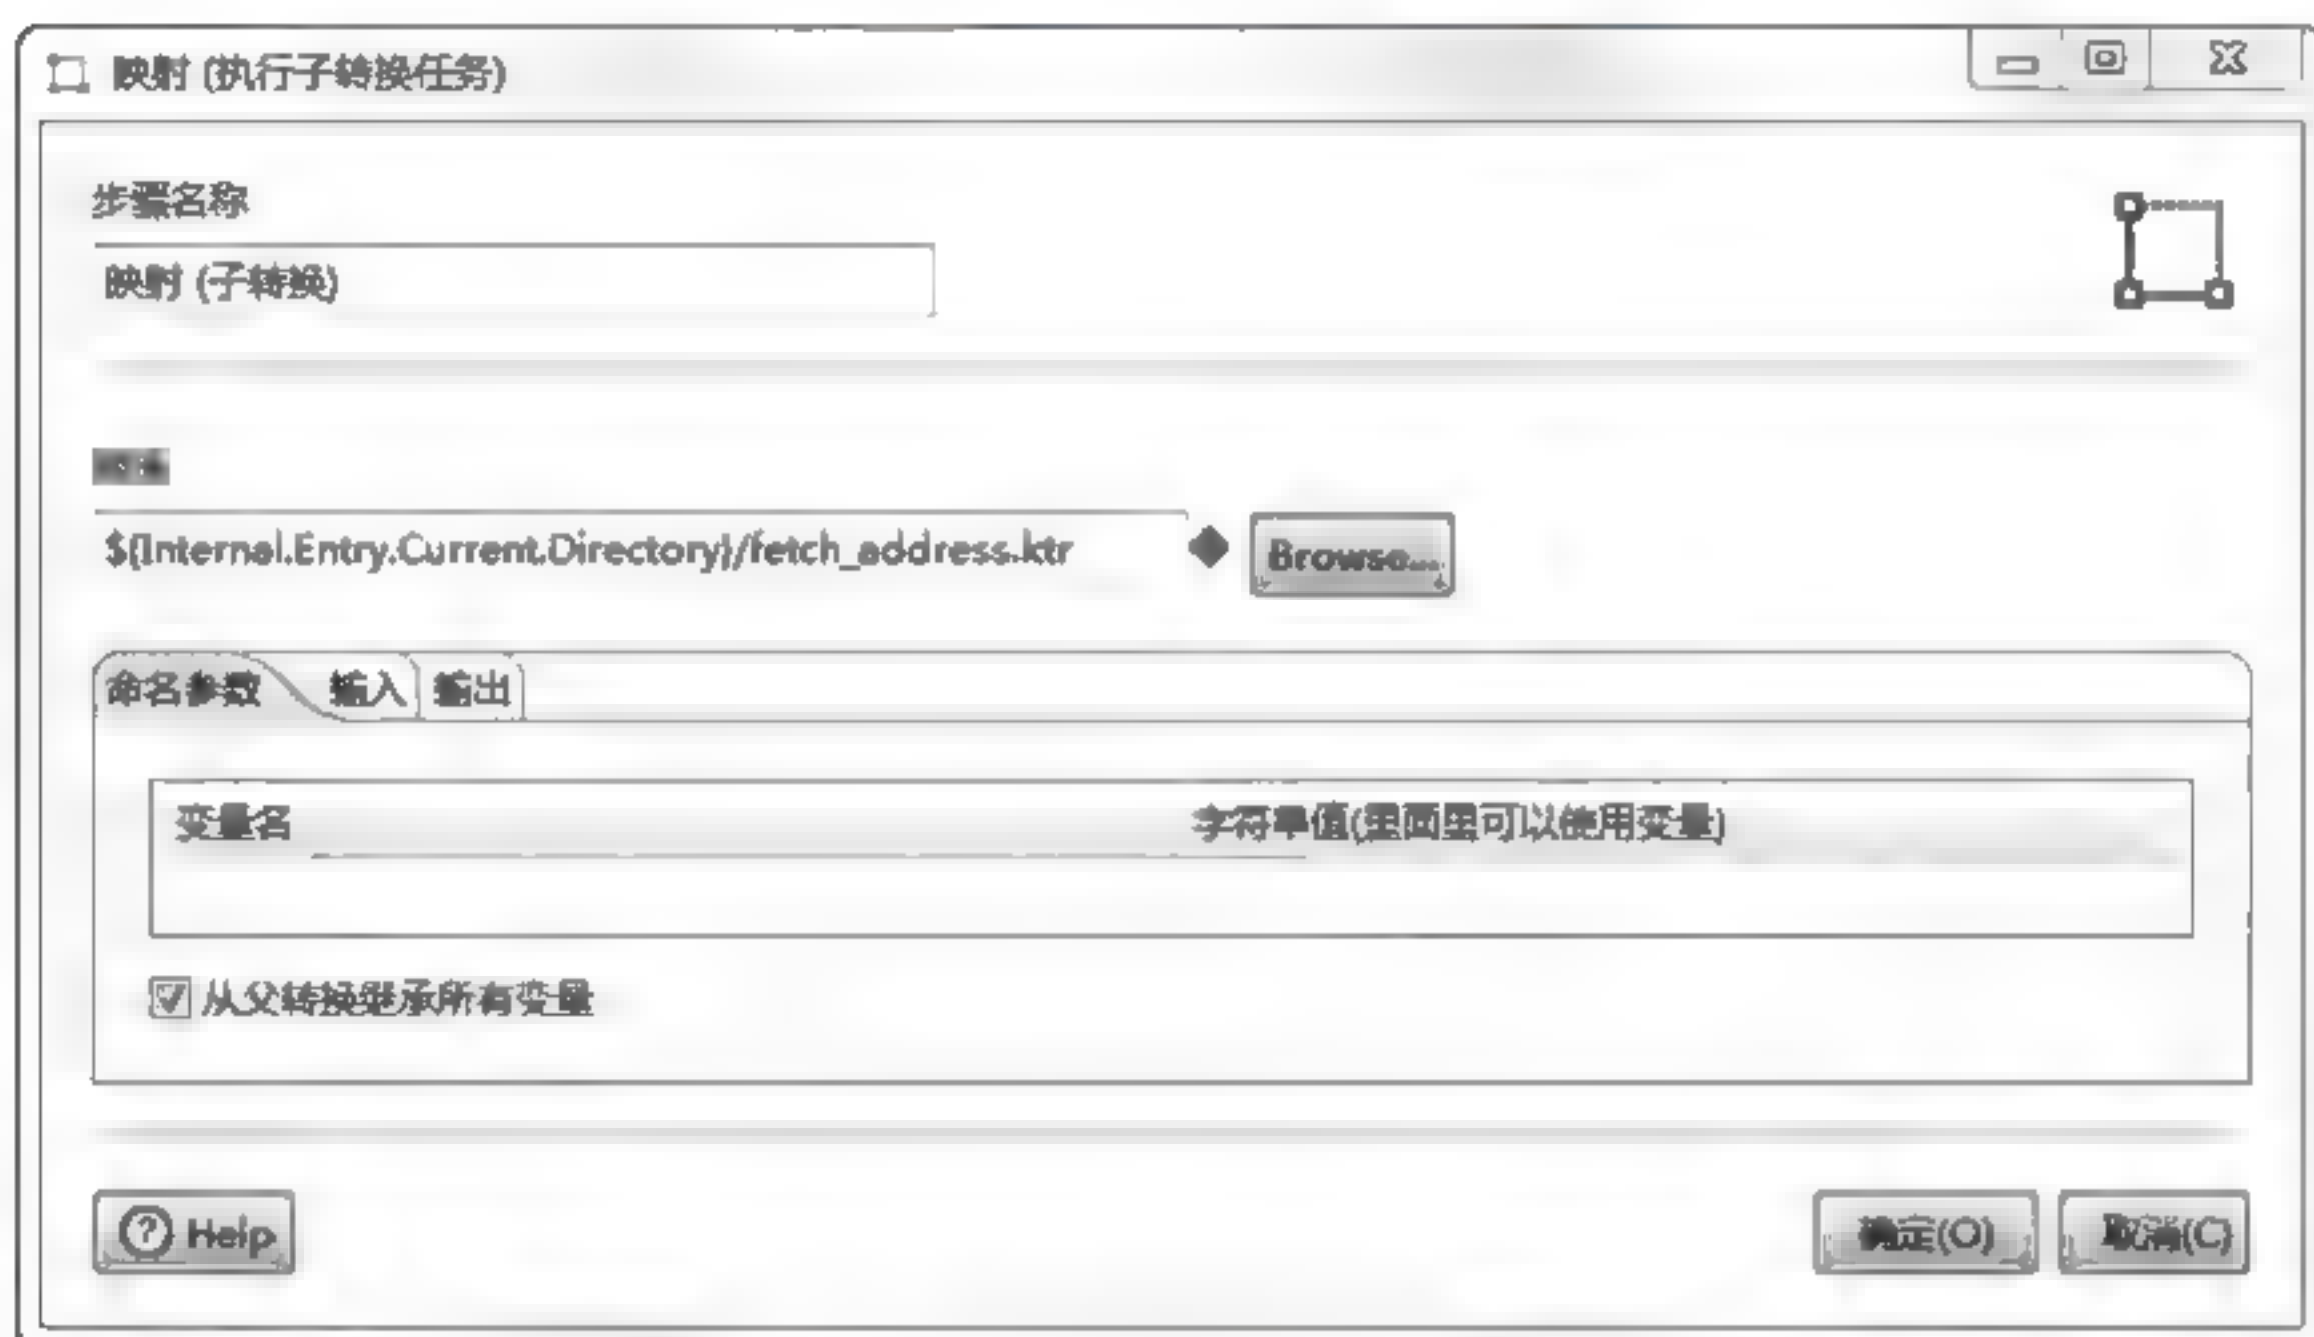 映射 (执行子转换任务)
步骤名称
映射 (子转换)
${Internal.Entry.Current.Directory}/fetch_address.ktr
Browse...
命名参数 输入 输出
变量名 字符串值(里面里可以使用变量)
从父转换继承所有变量
Help 确定(O) 取消(C)